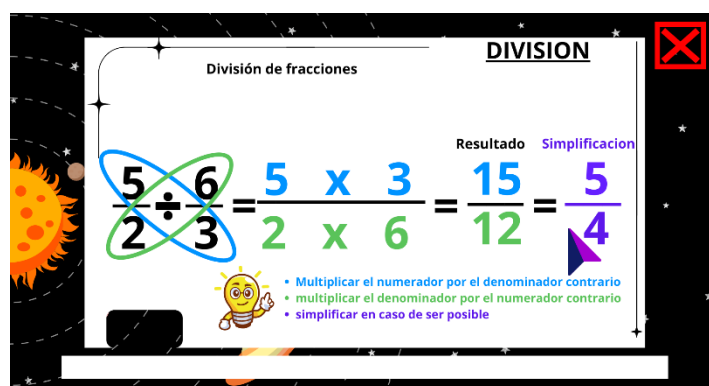 DIVISION
División de fracciones
Resultado
Simplificacion
5/2 ÷ 6/3 = 5 x 3 / 2 x 6 = 15/12 = 5/4
• Multiplicar el numerador por el denominador contrario
• multiplicar el denominador por el numerador contrario
• simplificar en caso de ser posible